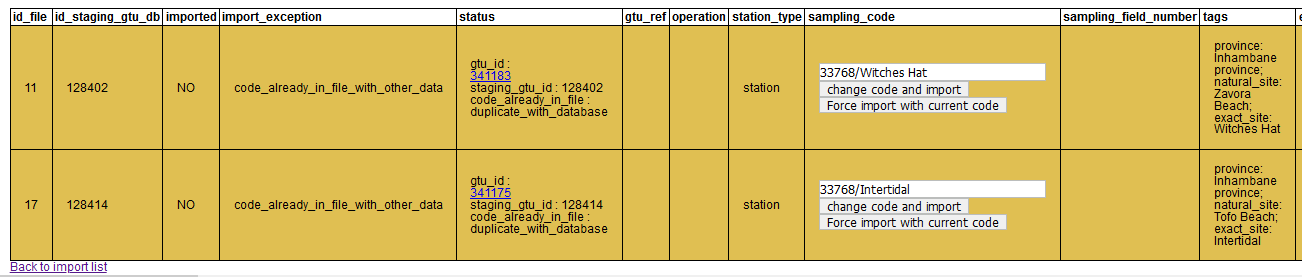 id_file id_staging_gtu_db imported import_exception status gtu_ref operation station_type sampling_code sampling_field_number tags e
11 128402 NO code_already_in_file_with_other_data
gtu_id :
341183
staging_gtu_id : 128402
code_already_in_file :
duplicate_with_database
station
33768/Witches Hat
change code and import
Force import with current code
province:
Inhambane
province;
natural_site:
Zavora
Beach;
exact_site:
Witches Hat
17 128414 NO code_already_in_file_with_other_data
gtu_id :
341175
staging_gtu_id : 128414
code_already_in_file :
duplicate_with_database
station
33768/Intertidal
change code and import
Force import with current code
province:
Inhambane
province;
natural_site:
Tofo Beach;
exact_site:
Intertidal
Back to import list